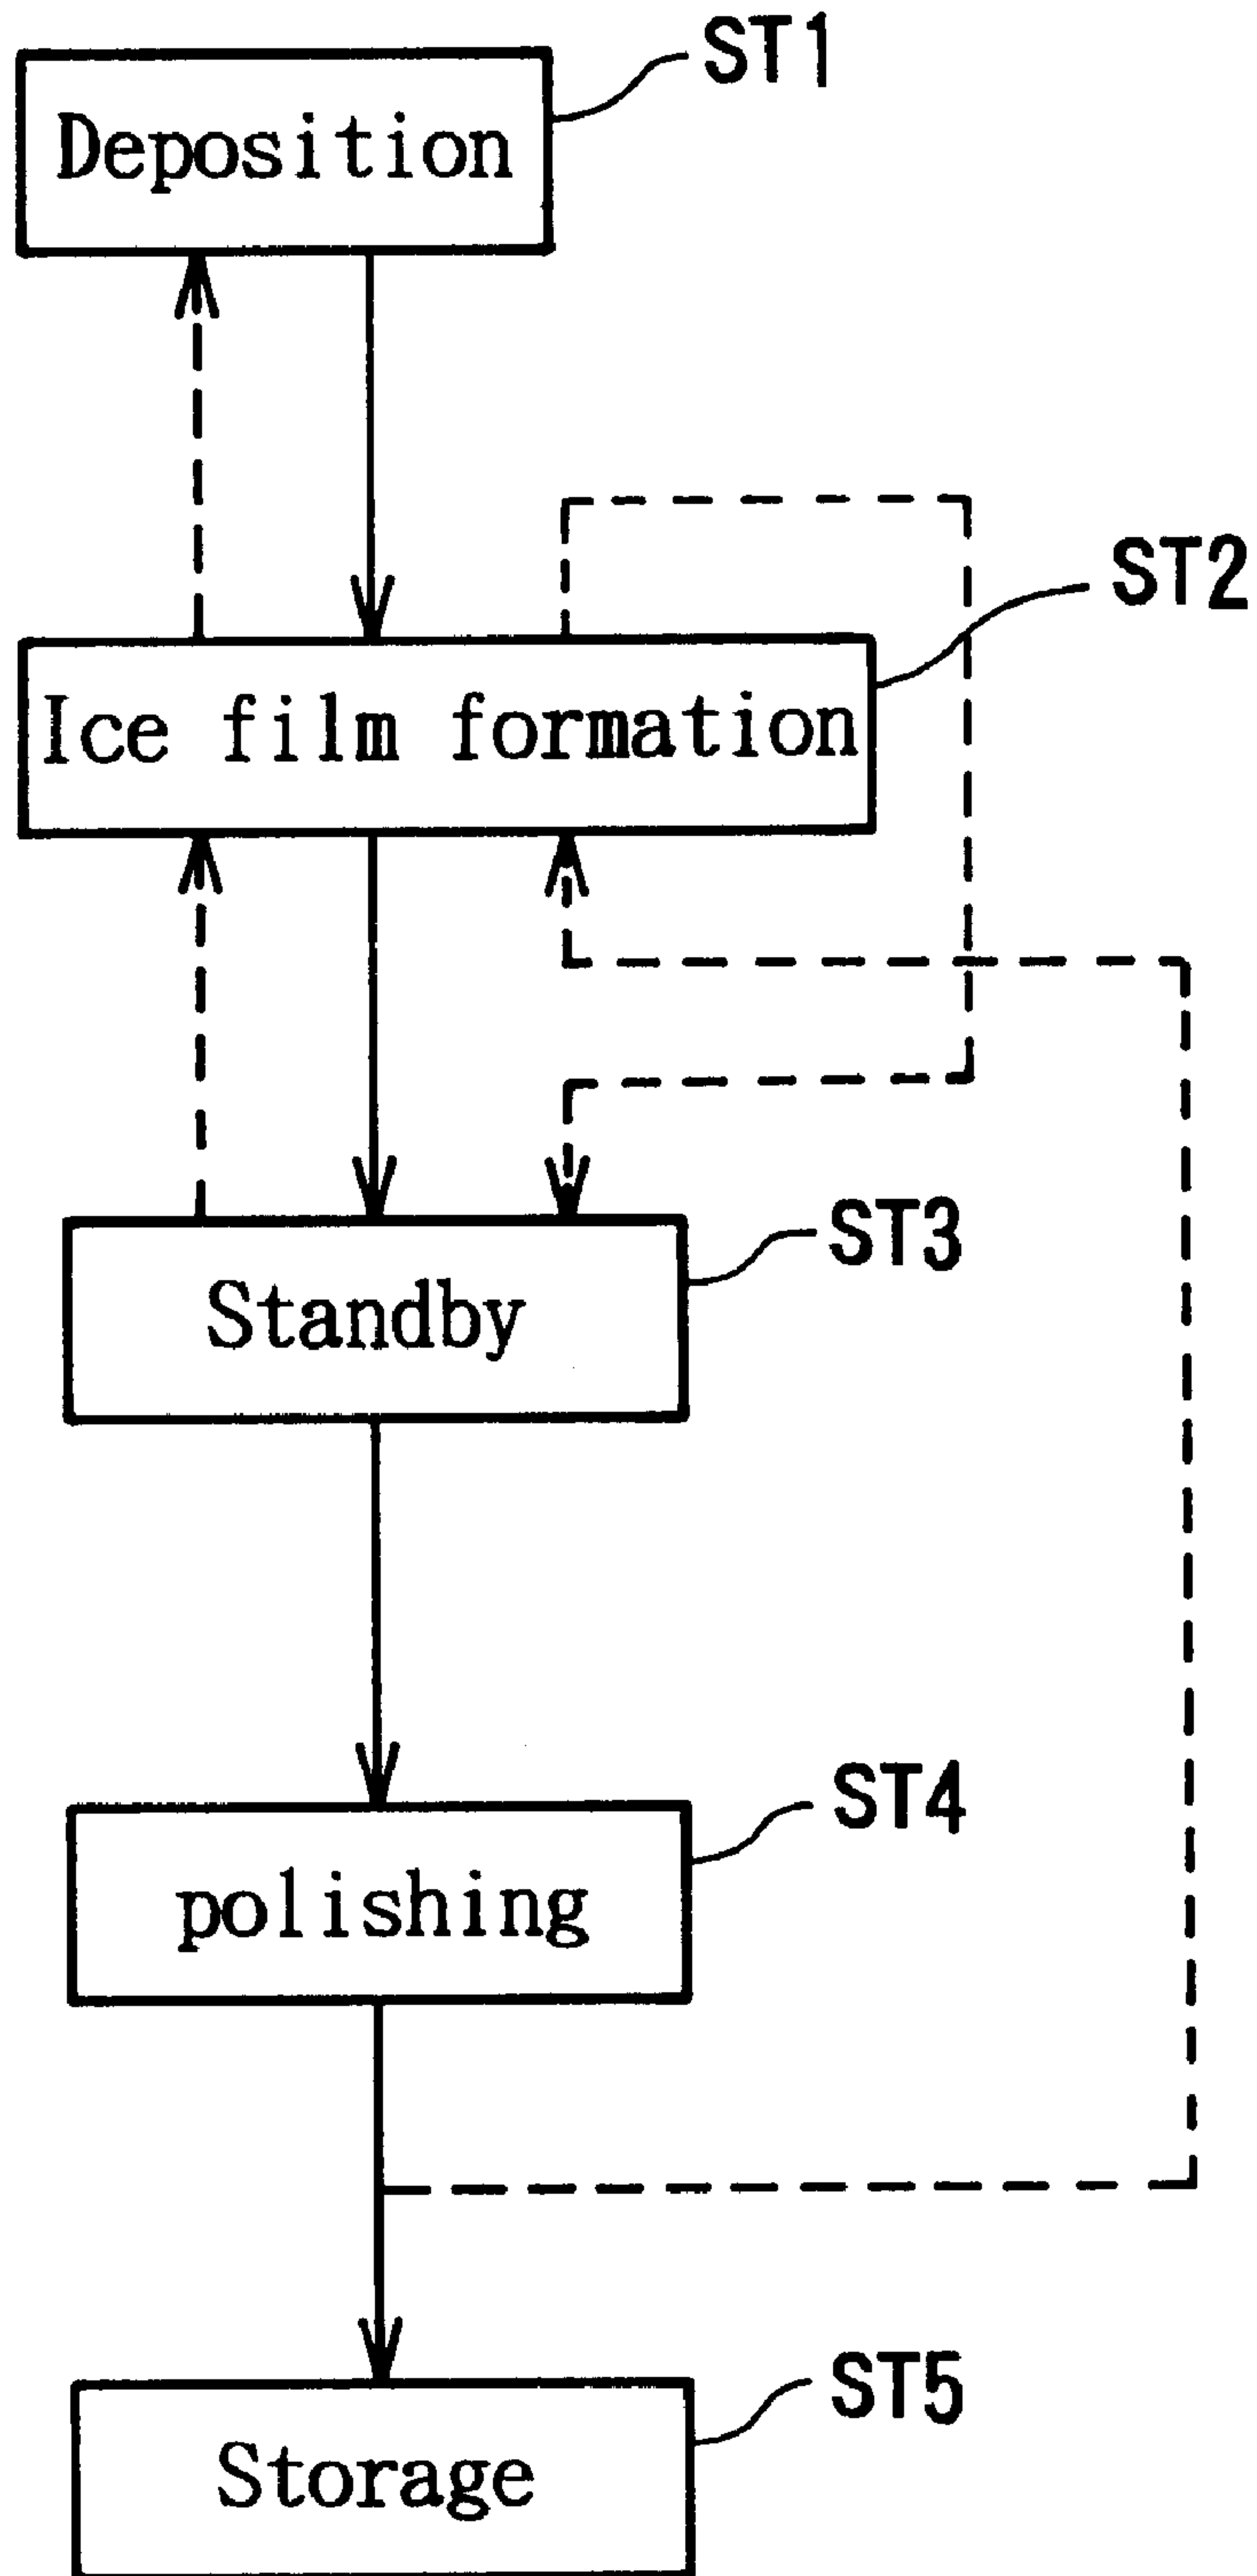 ST1
Deposition
ST2
Ice film formation
ST3
Standby
ST4
polishing
ST5
Storage